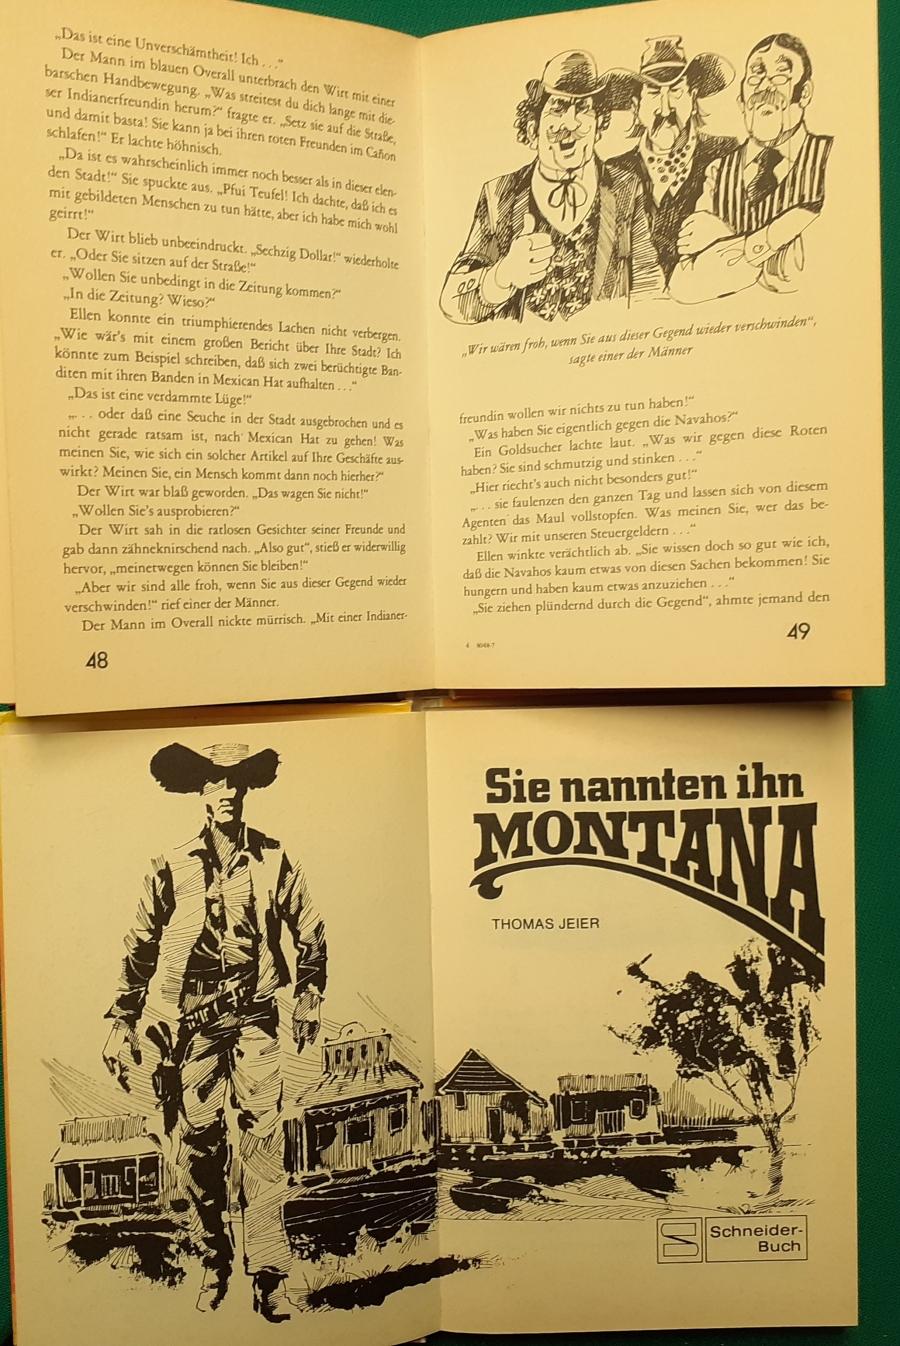 „Das ist eine Unverschämtheit! Ich . . .“
Der Mann im blauen Overall unterbrach den Wirt mit einer
barschen Handbewegung. „Was streitest du dich lange mit die-
ser Indianerfreundin herum?“ fragte er. „Setz sie auf die Straße,
und damit basta! Sie kann ja bei ihren roten Freunden im Cañon
schlafen!“ Er lachte höhnisch.
„Da ist es wahrscheinlich immer noch besser als in dieser elen-
den Stadt!“ Sie spuckte aus. „Pfui Teufel! Ich dachte, daß ich es
mit gebildeten Menschen zu tun hätte, aber ich habe mich wohl
geirrt!“
Der Wirt blieb unbeeindruckt. „Sechzig Dollar!“ wiederholte
er. „Oder Sie sitzen auf der Straße!“
„Wollen Sie unbedingt in die Zeitung kommen?“
„In die Zeitung? Wieso?“
Ellen konnte ein triumphierendes Lachen nicht verbergen.
„Wie wär's mit einem großen Bericht über Ihre Stadt? Ich
könnte zum Beispiel schreiben, daß sich zwei berüchtigte Ban-
diten mit ihren Banden in Mexican Hat aufhalten . . .“
„Das ist eine verdammte Lüge!“
„. . . oder daß eine Seuche in der Stadt ausgebrochen und es
nicht gerade ratsam ist, nach Mexican Hat zu gehen! Was
meinen Sie, wie sich ein solcher Artikel auf Ihre Geschäfte aus-
wirkt? Meinen Sie, ein Mensch kommt dann noch hierher?“
Der Wirt war blaß geworden. „Das wagen Sie nicht!“
„Wollen Sie's ausprobieren?“
Der Wirt sah in die ratlosen Gesichter seiner Freunde und
gab dann zähneknirschend nach. „Also gut“, stieß er widerwillig
hervor, „meinetwegen können Sie bleiben!“
„Aber wir sind alle froh, wenn Sie aus dieser Gegend wieder
verschwinden!“ rief einer der Männer.
Der Mann im Overall nickte mürrisch. „Mit einer Indianer-
48
„Wir wären froh, wenn Sie aus dieser Gegend wieder verschwinden“,
sagte einer der Männer
freundin wollen wir nichts zu tun haben!“
„Was haben Sie eigentlich gegen die Navahos?“
Ein Goldsucher lachte laut. „Was wir gegen diese Roten
haben? Sie sind schmutzig und stinken . . .“
„Hier riecht's auch nicht besonders gut!“
„. . . sie faulenzen den ganzen Tag und lassen sich von diesem
Agenten das Maul vollstopfen. Was meinen Sie, wer das be-
zahlt? Wir mit unseren Steuergeldern . . .“
Ellen winkte verächtlich ab. „Sie wissen doch so gut wie ich,
daß die Navahos kaum etwas von diesen Sachen bekommen! Sie
hungern und haben kaum etwas anzuziehen . . .“
„Sie ziehen plündernd durch die Gegend“, ahmte jemand den
49
Sie nannten ihn
MONTANA
THOMAS JEIER
Schneider-
Buch